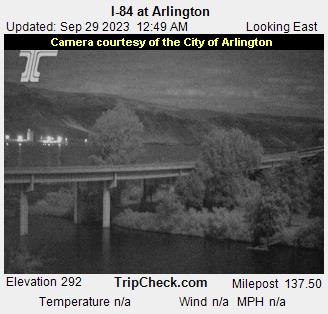 I-84 at Arlington
Updated: Sep 29 2023 12:49 AM Looking East
Camera courtesy of the City of Arlington
Elevation 292 TripCheck.com Milepost 137.50
Temperature n/a Wind n/a MPH n/a